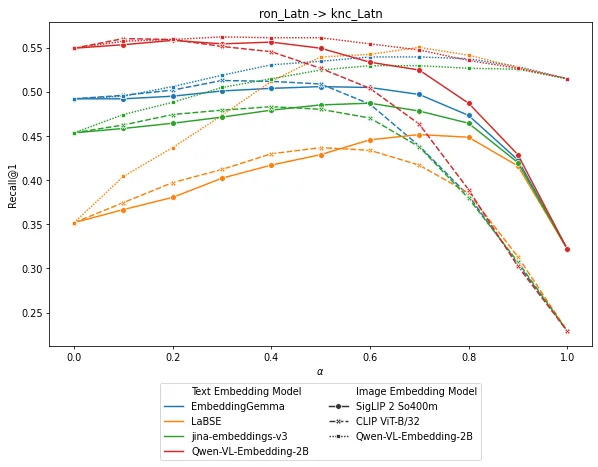 ron_Latn -> knc_Latn
Recall@1
0.55
0.50
0.45
0.40
0.35
0.30
0.25
0.0 0.2 0.4 0.6 0.8 1.0
α
Text Embedding Model
EmbeddingGemma
LaBSE
jina-embeddings-v3
Qwen-VL-Embedding-2B
Image Embedding Model
SigLIP 2 So400m
CLIP ViT-B/32
Qwen-VL-Embedding-2B